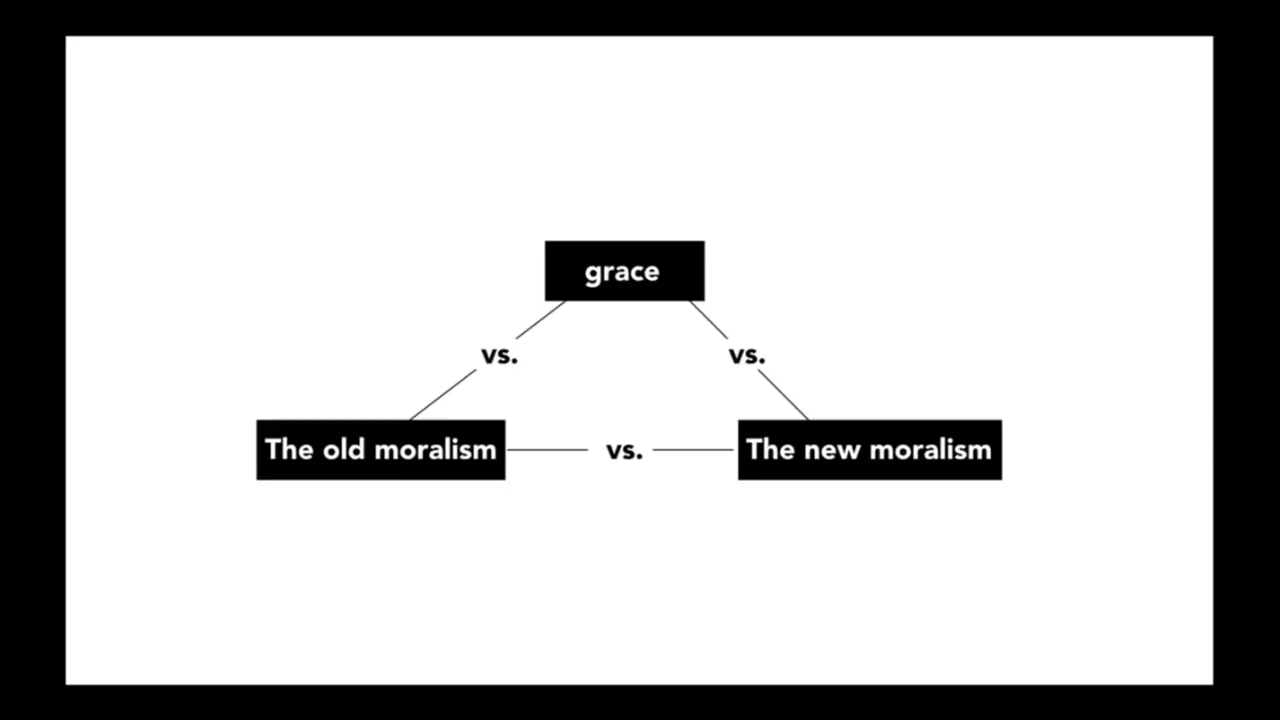 grace
vs.
vs.
The old moralism
vs.
The new moralism